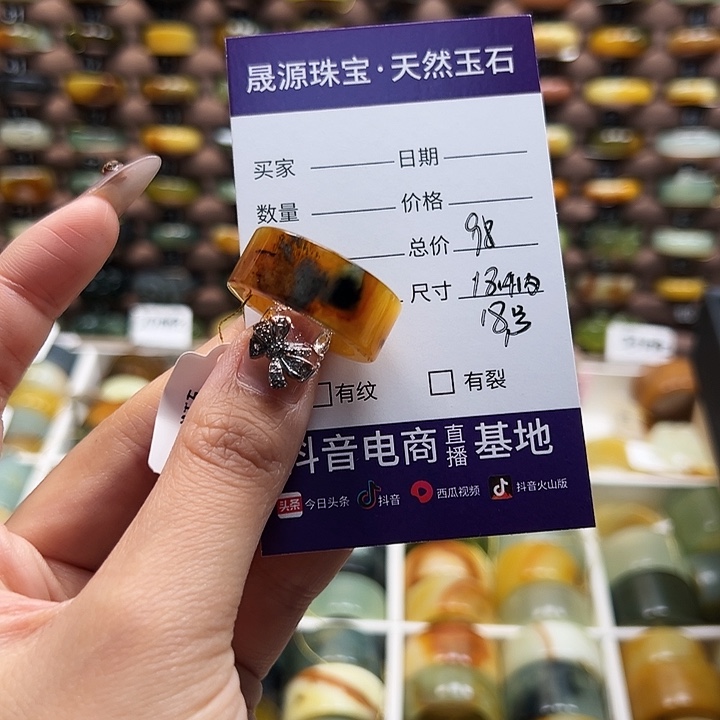 晟源珠宝·天然玉石
买家 日期
数量 价格
总价 98
尺寸
18.3
有纹 有裂
抖音电商 直播 基地
头条 今日头条 抖音 西瓜视频 抖音火山版